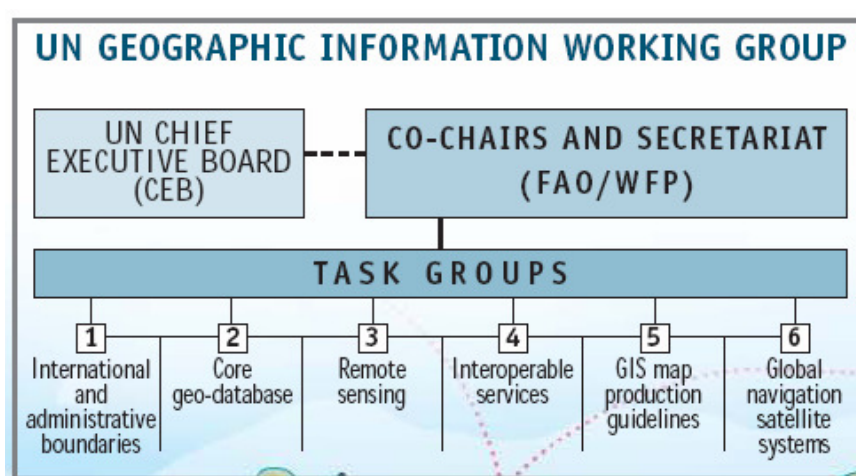 UN GEOGRAPHIC INFORMATION WORKING GROUP
UN CHIEF
EXECUTIVE BOARD
(CEB)
CO-CHAIRS AND SECRETARIAT
(FAO/WFP)
TASK GROUPS
1
International
and
administrative
boundaries
2
Core
geo-database
3
Remote
sensing
4
Interoperable
services
5
GIS map
production
guidelines
6
Global
navigation
satellite
systems